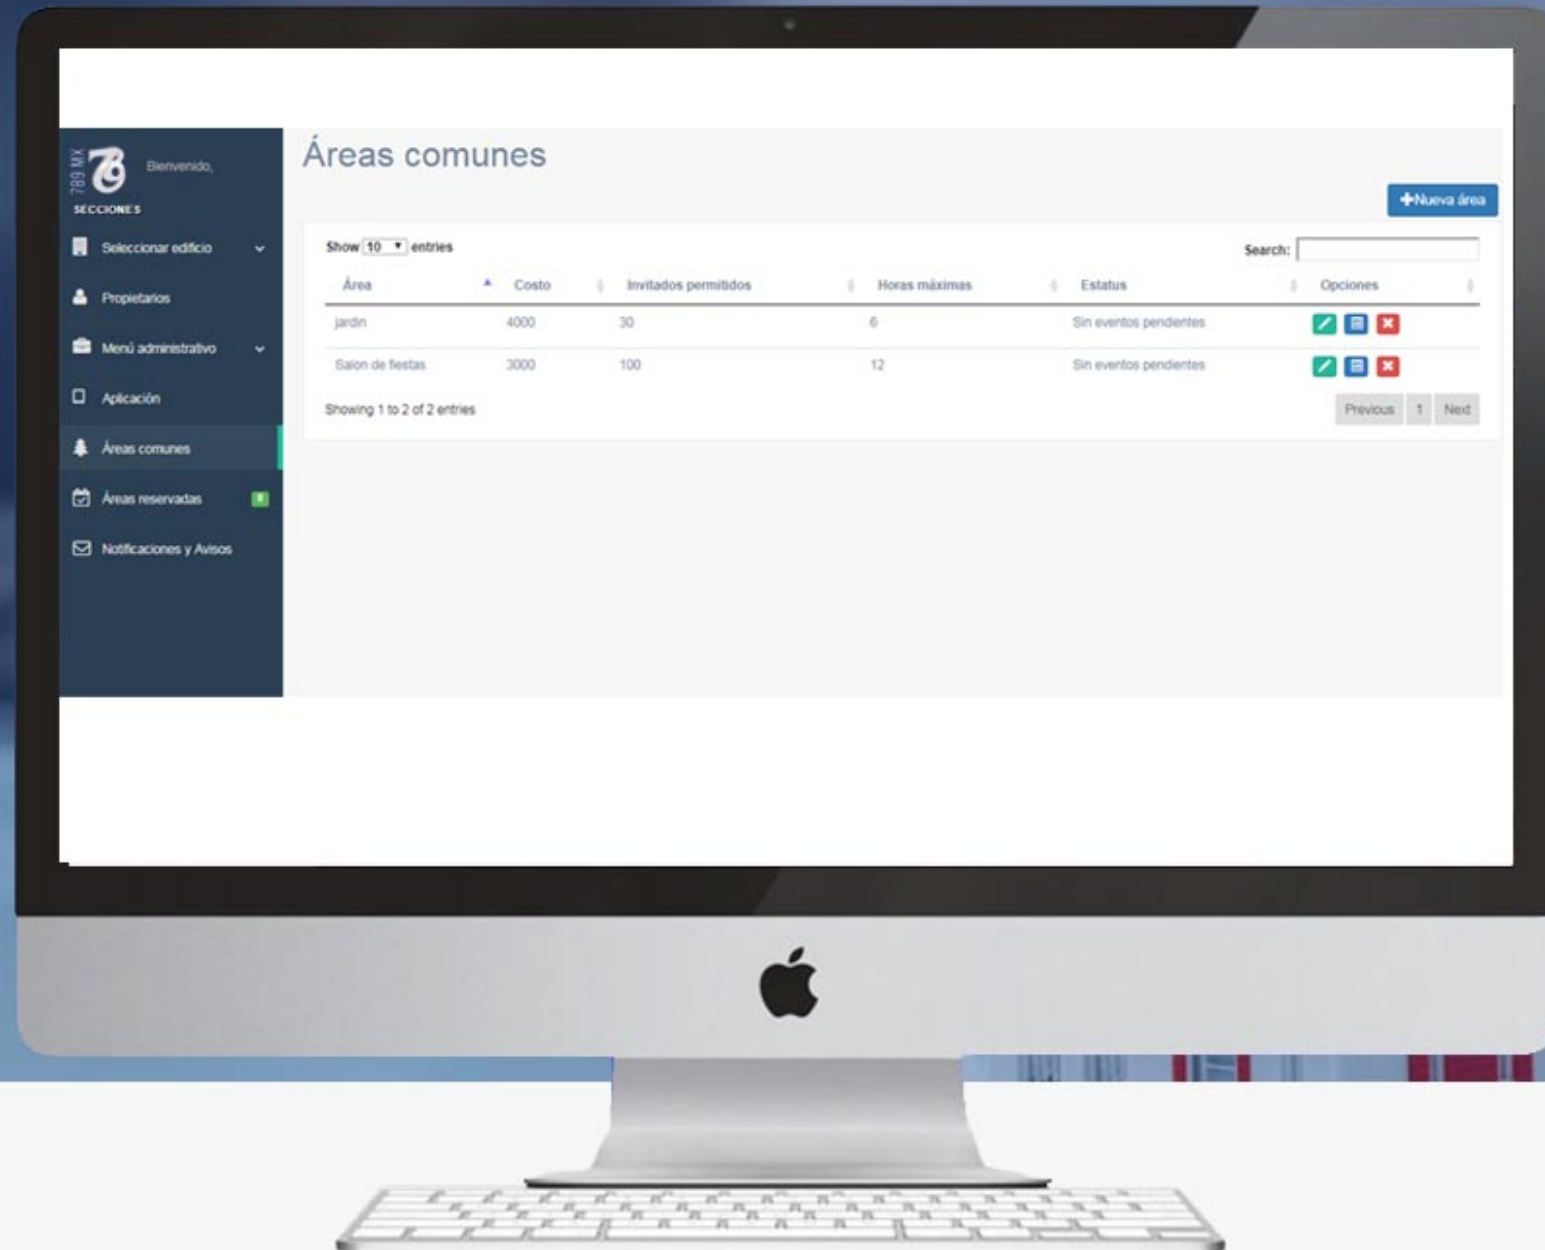 789.MX
789
Bienvenido,
SECCIONES
Seleccionar edificio
Propietarios
Menú administrativo
Aplicación
Áreas comunes
Áreas reservadas
Notificaciones y Avisos
Áreas comunes
+Nueva área
Show 10 entries
Search:
Área Costo Invitados permitidos Horas máximas Estatus Opciones
jardin 4000 30 6 Sin eventos pendientes
Salon de fiestas 3000 100 12 Sin eventos pendientes
Showing 1 to 2 of 2 entries
Previous 1 Next